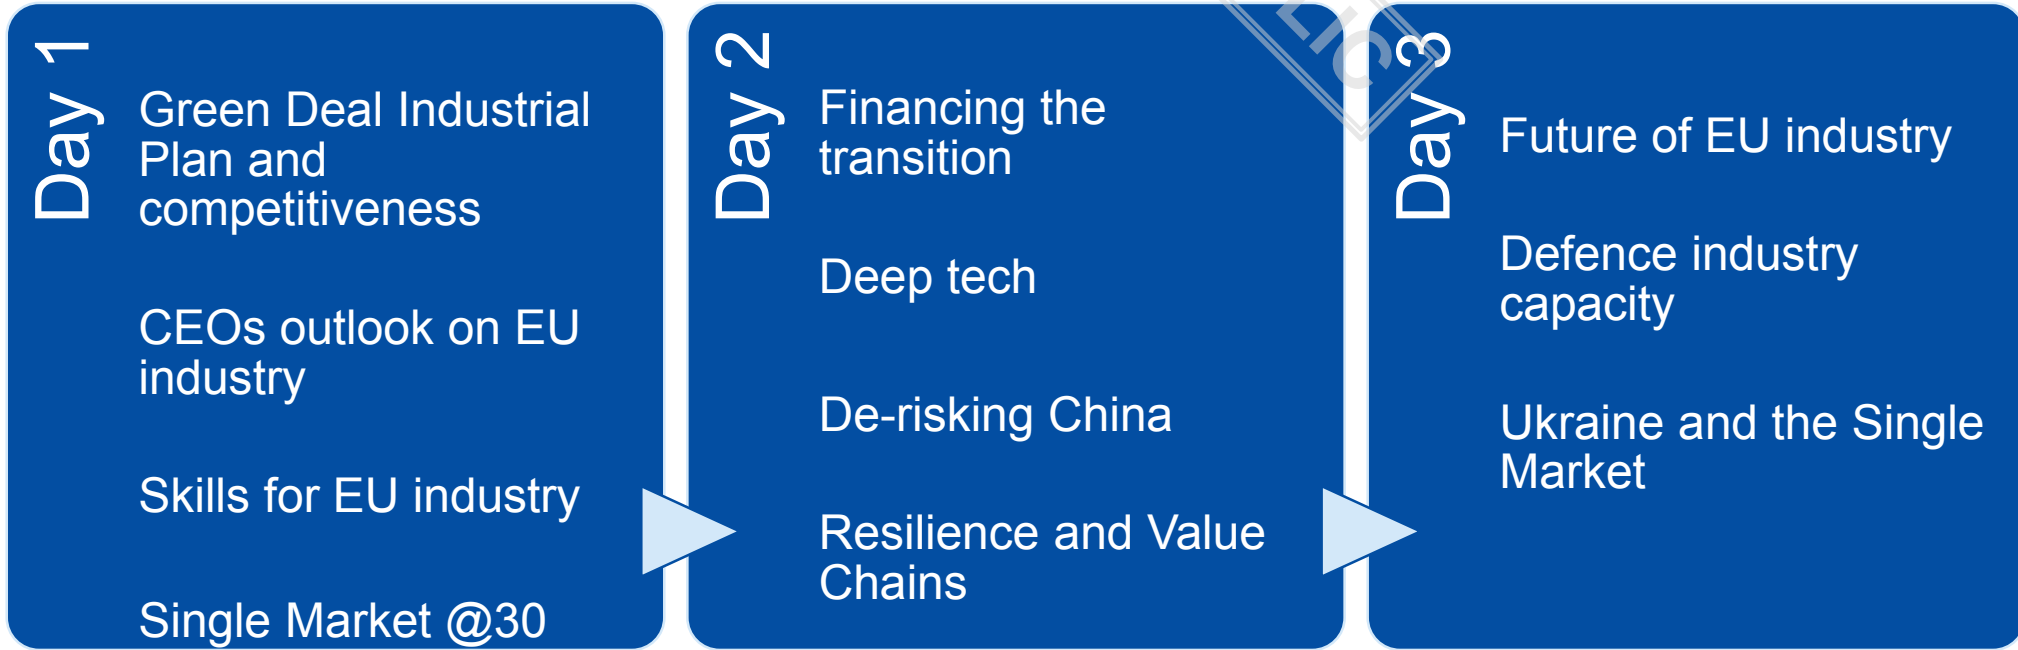 Day 1
Green Deal Industrial
Plan and
competitiveness
CEOs outlook on EU
industry
Skills for EU industry
Single Market @30
Day 2
Financing the
transition
Deep tech
De-risking China
Resilience and Value
Chains
Day 3
Future of EU industry
Defence industry
capacity
Ukraine and the Single
Market
LIC